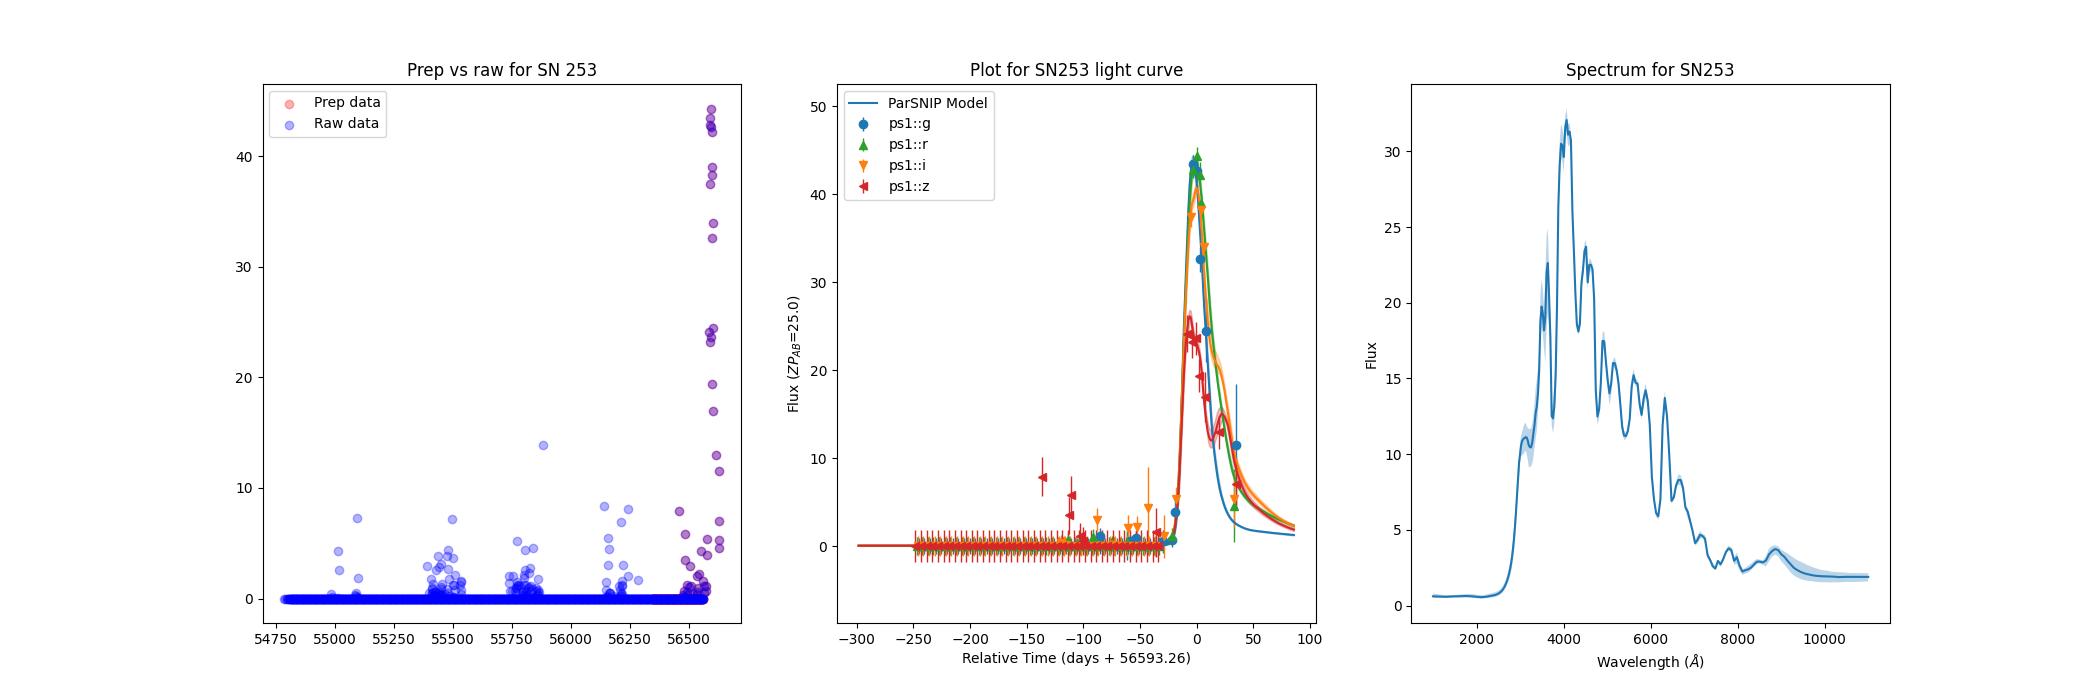 Prep vs raw for SN 253
Prep data
Raw data
40
30
20
10
0
54750 55000 55250 55500 55750 56000 56250 56500
Plot for SN253 light curve
ParSNIP Model
ps1::g
ps1::r
ps1::i
ps1::z
50
40
30
20
10
0
Flux (ZP_AB=25.0)
−300 −250 −200 −150 −100 −50 0 50 100
Relative Time (days + 56593.26)
Spectrum for SN253
30
25
20
15
10
5
0
Flux
2000 4000 6000 8000 10000
Wavelength (Å)